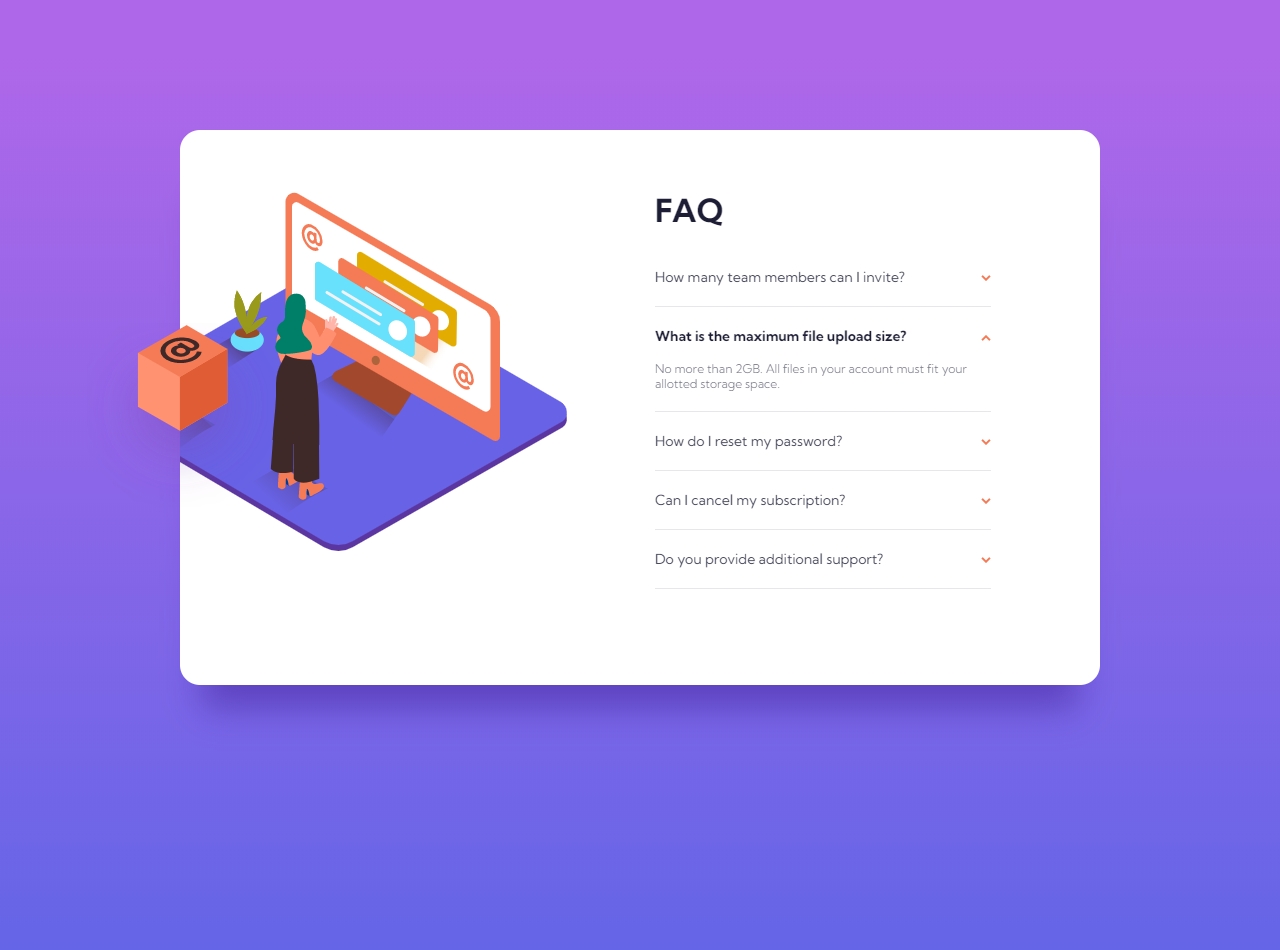 FAQ
How many team members can I invite?
What is the maximum file upload size?
No more than 2GB. All files in your account must fit your
allotted storage space.
How do I reset my password?
Can I cancel my subscription?
Do you provide additional support?
@
@
@